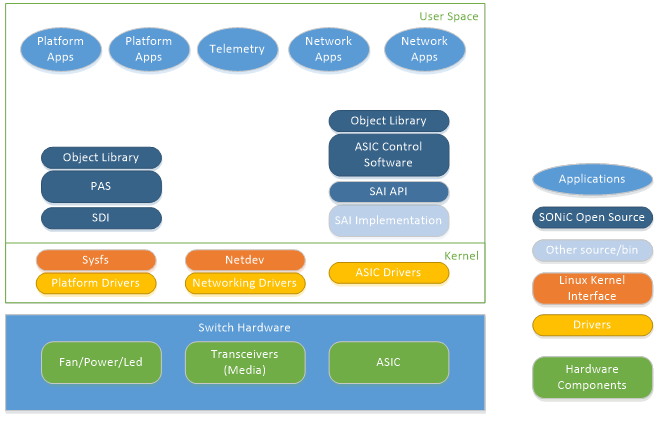 User Space
Platform
Apps
Platform
Apps
Telemetry
Network
Apps
Network
Apps
Object Library
PAS
SDI
Object Library
ASIC Control
Software
SAI API
SAI Implementation
Kernel
Sysfs
Platform Drivers
Netdev
Networking Drivers
ASIC Drivers
Switch Hardware
Fan/Power/Led
Transceivers
(Media)
ASIC
Applications
SONiC Open Source
Other source/bin
Linux Kernel
Interface
Drivers
Hardware
Components